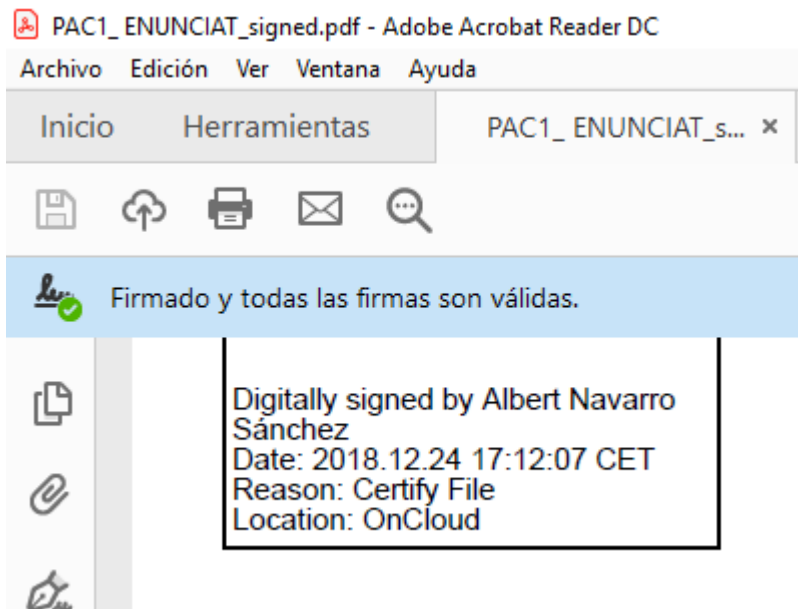 PAC1_ ENUNCIAT_signed.pdf - Adobe Acrobat Reader DC
Archivo Edición Ver Ventana Ayuda
Inicio Herramientas PAC1_ ENUNCIAT_s... ×
Firmado y todas las firmas son válidas.
Digitally signed by Albert Navarro
Sánchez
Date: 2018.12.24 17:12:07 CET
Reason: Certify File
Location: OnCloud